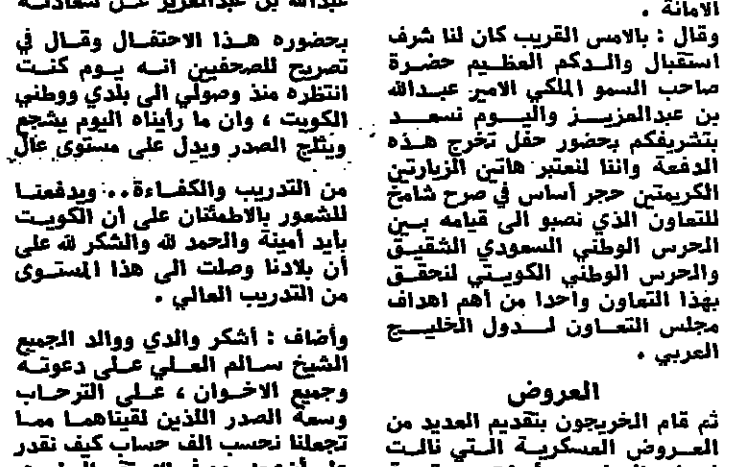 الامانة .
وقال : بالامس القريب كان لنا شرف
استقبال والدكم العظيم حضرة
صاحب السمو الملكي الامير عبدالله
بن عبدالعزيز واليوم نسعد
بتشريفكم بحضور حفل تخرج هذه
الدفعة واننا لنعتبر هاتين الزيارتين
الكريمتين حجر أساس في صرح شامخ
للتعاون الذي نصبو الى قيامه بين
الحرس الوطني السعودي الشقيق
والحرس الوطني الكويتي لنحقق
بهذا التعاون واحدا من أهم اهداف
مجلس التعاون لدول الخليج
العربي .
العروض
ثم قام الخريجون بتقديم العديد من
العروض العسكرية التي نالت
عبدالله بن عبدالعزيز عن سعادته
بحضوره هذا الاحتفال وقال في
تصريح للصحفيين انه يوم كنت
انتظره منذ وصولي الى بلدي ووطني
الكويت ، وان ما رأيناه اليوم يشجع
ويثلج الصدر ويدل على مستوى عال
من التدريب والكفاءة .. ويدفعنا
للشعور بالاطمئنان على أن الكويت
بأيد أمينة والحمد لله والشكر لله على
أن بلادنا وصلت الى هذا المستوى
من التدريب العالي .
وأضاف : أشكر والدي ووالد الجميع
الشيخ سالم العلي على دعوته
وجميع الاخوان ، على الترحاب
وسعة الصدر اللذين لقيتاهما مما
تجعلنا نحسب الف حساب كيف نقدر